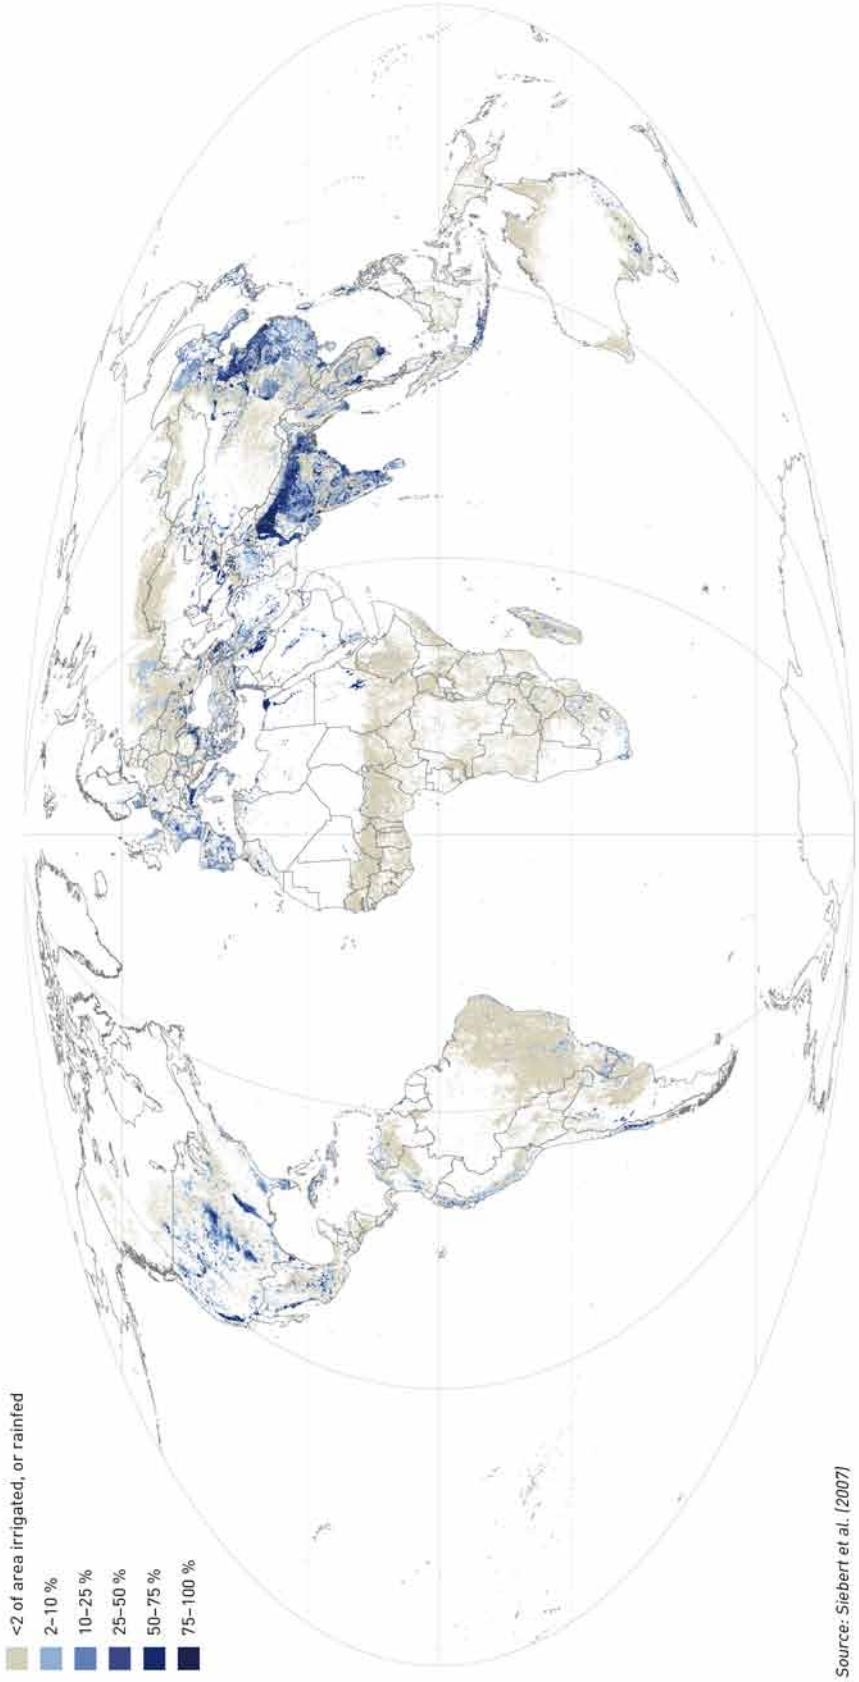 <2 of area irrigated, or rainfed
2–10 %
10–25 %
25–50 %
50–75 %
75–100 %
Source: Siebert et al. (2007)